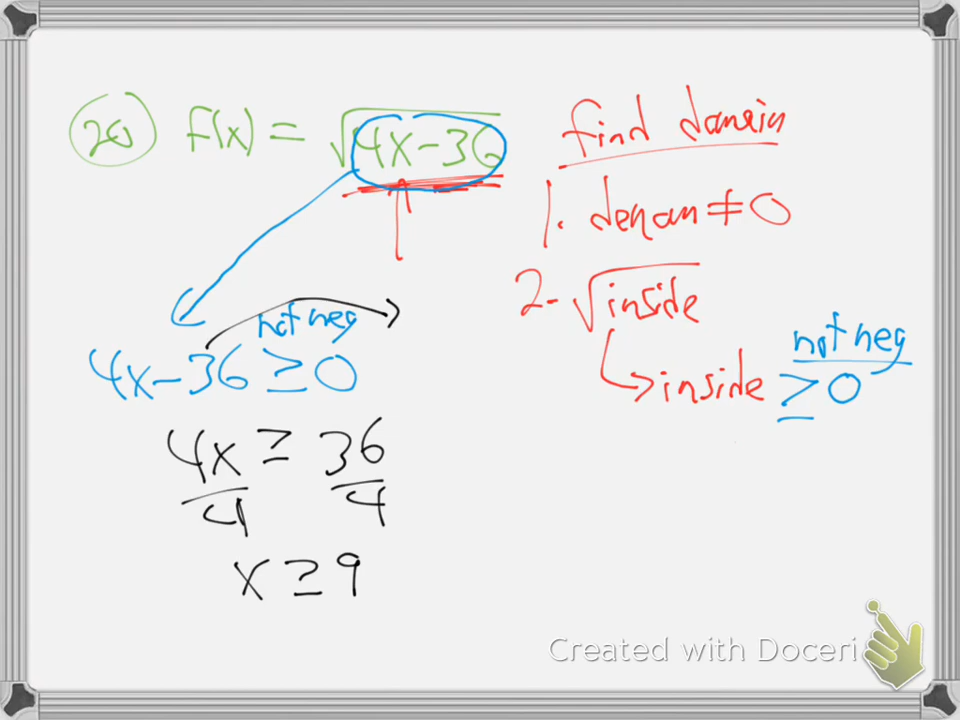 20 f(x) = √4x-36
find domain
1. denom ≠ 0
2- √inside
not neg
inside ≥ 0
not neg
4x-36 ≥ 0
4x ≥ 36
4 4
x ≥ 9
Created with Doceri